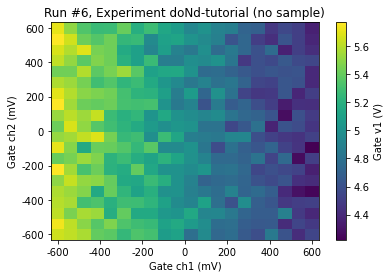 Run #6, Experiment doNd-tutorial (no sample)
600
400
200
0
-200
-400
-600
Gate ch2 (mV)
-600 -400 -200 0 200 400 600
Gate ch1 (mV)
5.6
5.4
5.2
5
4.8
4.6
4.4
Gate v1 (V)